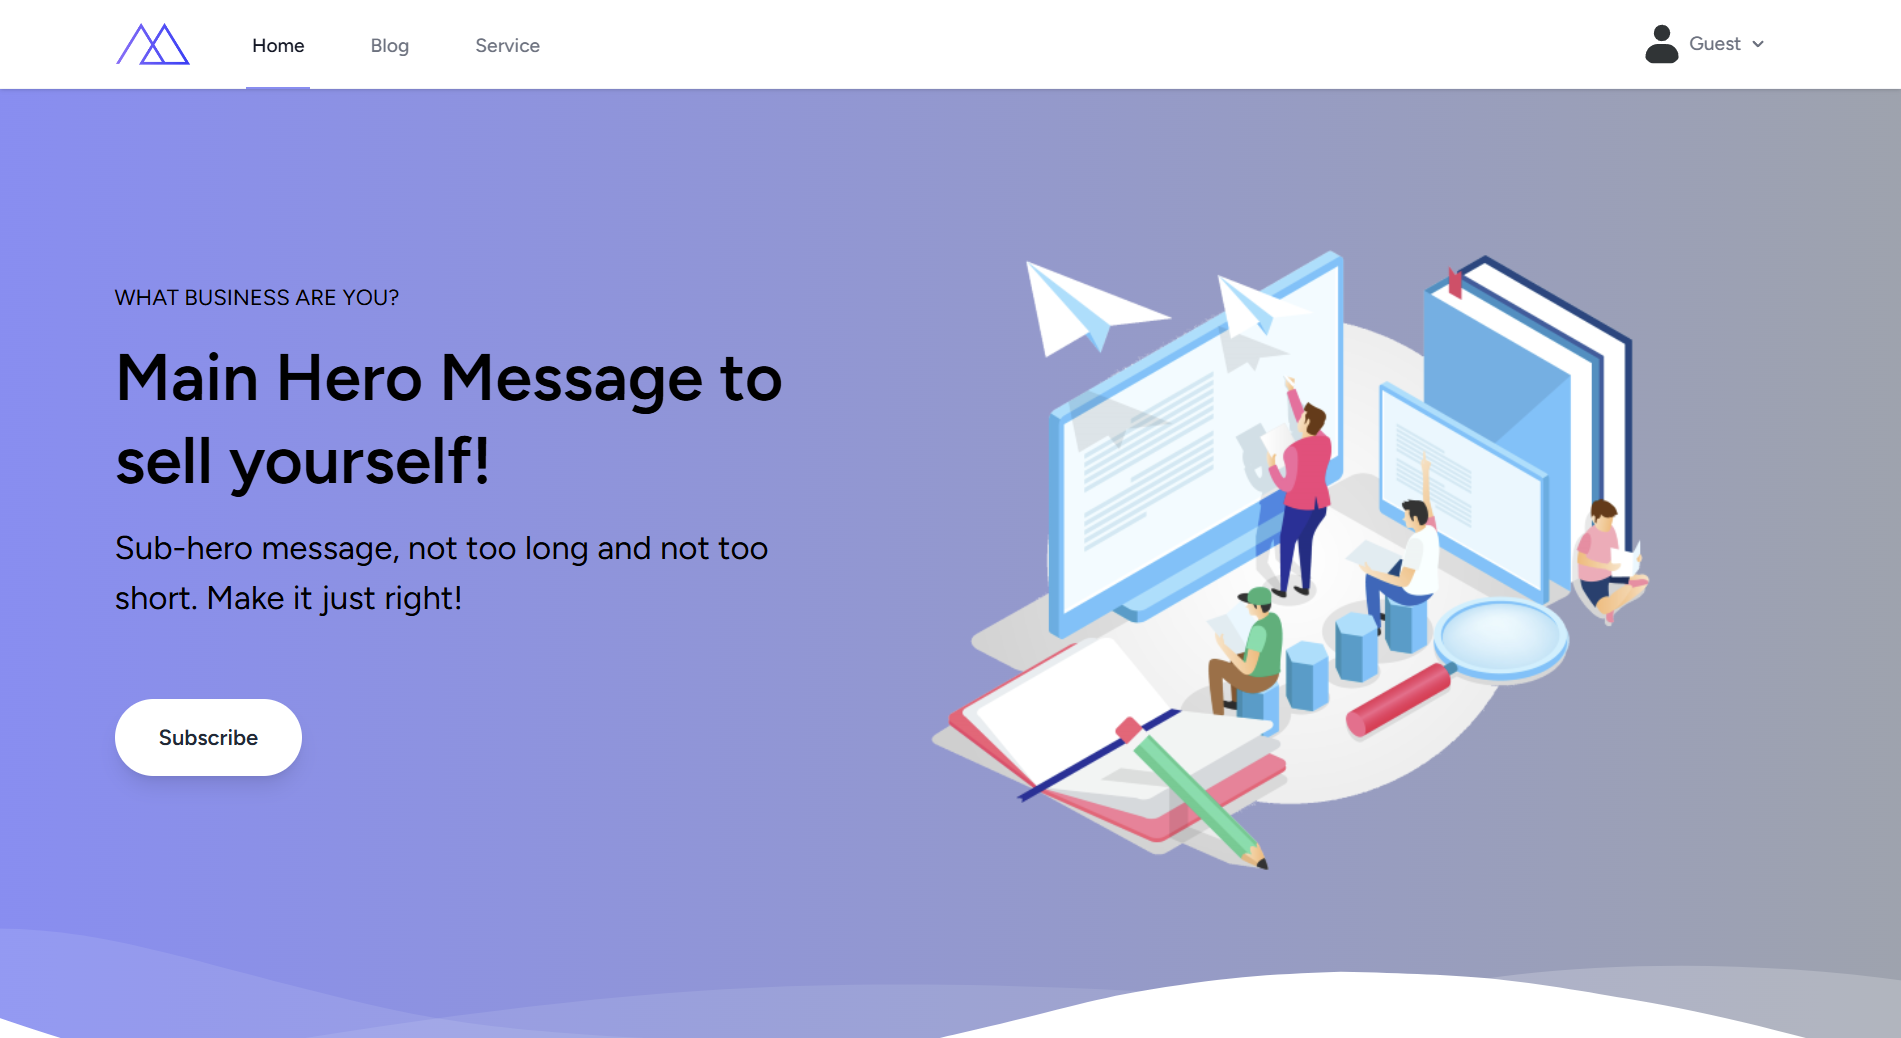 Home
Blog
Service
Guest
WHAT BUSINESS ARE YOU?
Main Hero Message to
sell yourself!
Sub-hero message, not too long and not too
short. Make it just right!
Subscribe